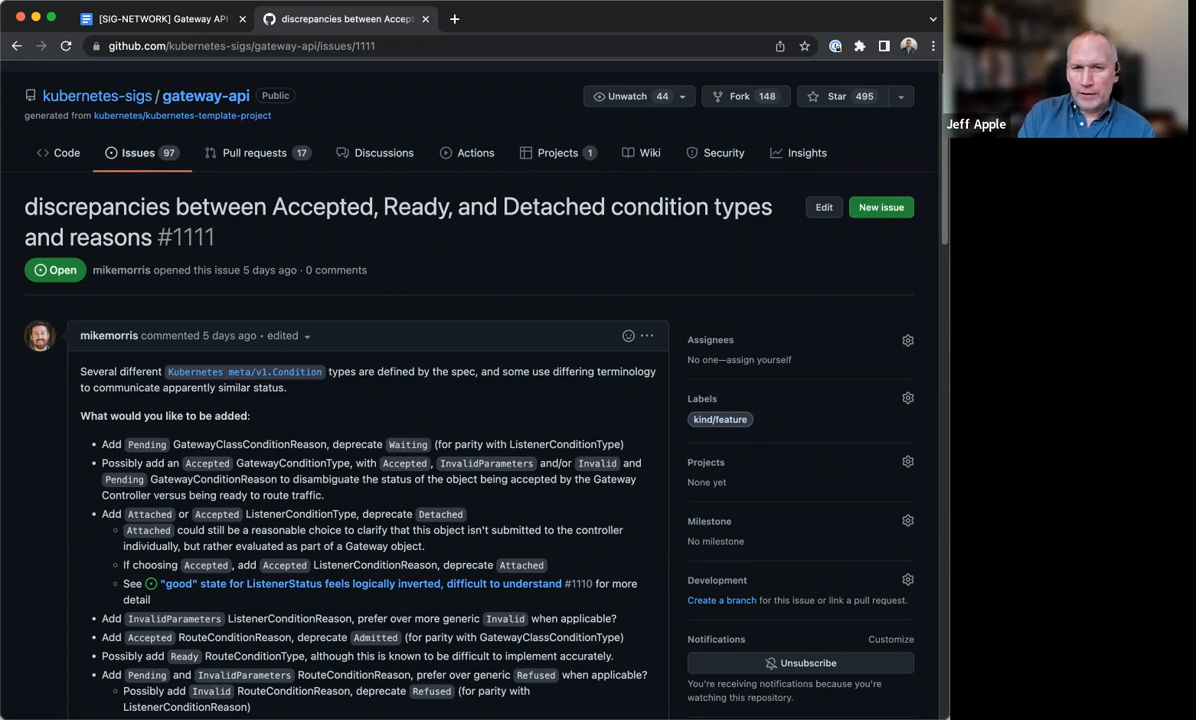 [SIG-NETWORK] Gateway API
discrepancies between Accept
github.com/kubernetes-sigs/gateway-api/issues/1111
Jeff Apple
kubernetes-sigs / gateway-api Public
generated from kubernetes/kubernetes-template-project
Unwatch 44
Fork 148
Star 495
Code
Issues 97
Pull requests 17
Discussions
Actions
Projects 1
Wiki
Security
Insights
discrepancies between Accepted, Ready, and Detached condition types
and reasons #1111
Edit
New issue
Open
mikemorris opened this issue 5 days ago · 0 comments
mikemorris commented 5 days ago • edited
Several different Kubernetes meta/v1.Condition types are defined by the spec, and some use differing terminology
to communicate apparently similar status.
What would you like to be added:
• Add Pending GatewayClassConditionReason, deprecate Waiting (for parity with ListenerConditionType)
• Possibly add an Accepted GatewayConditionType, with Accepted, InvalidParameters and/or Invalid and
Pending GatewayConditionReason to disambiguate the status of the object being accepted by the Gateway
Controller versus being ready to route traffic.
• Add Attached or Accepted ListenerConditionType, deprecate Detached
Attached could still be a reasonable choice to clarify that this object isn't submitted to the controller
individually, but rather evaluated as part of a Gateway object.
If choosing Accepted, add Accepted ListenerConditionReason, deprecate Attached
See "good" state for ListenerStatus feels logically inverted, difficult to understand #1110 for more
detail
• Add InvalidParameters ListenerConditionReason, prefer over more generic Invalid when applicable?
• Add Accepted RouteConditionReason, deprecate Admitted (for parity with GatewayClassConditionType)
• Possibly add Ready RouteConditionType, although this is known to be difficult to implement accurately.
• Add Pending and InvalidParameters RouteConditionReason, prefer over generic Refused when applicable?
Possibly add Invalid RouteConditionReason, deprecate Refused (for parity with
ListenerConditionReason)
Assignees
No one—assign yourself
Labels
kind/feature
Projects
None yet
Milestone
No milestone
Development
Create a branch for this issue or link a pull request.
Notifications
Customize
Unsubscribe
You're receiving notifications because you're
watching this repository.